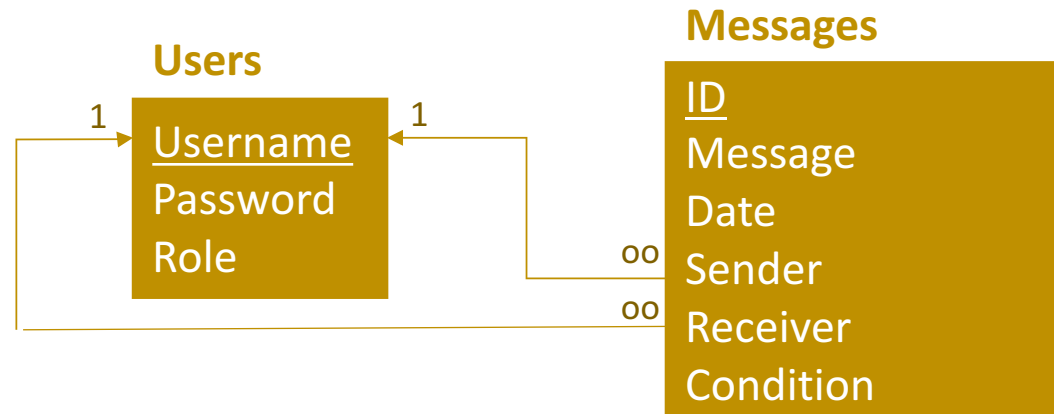 Users
1
1
Username
Password
Role
Messages
ID
Message
Date
oo
Sender
oo
Receiver
Condition